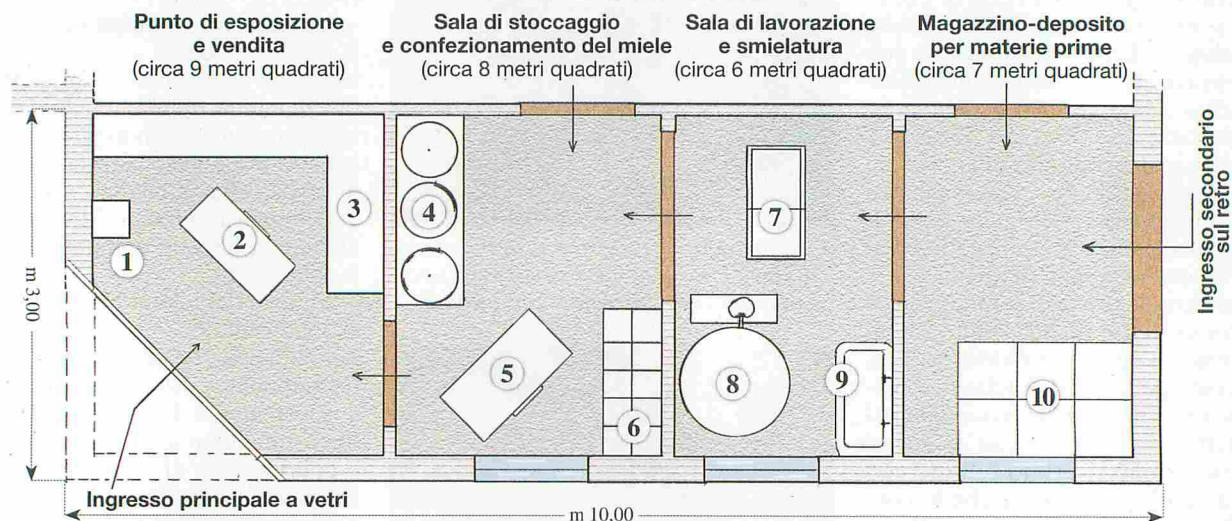 Punto di esposizione
e vendita
(circa 9 metri quadrati)
Sala di stoccaggio
e confezionamento del miele
(circa 8 metri quadrati)
Sala di lavorazione
e smielatura
(circa 6 metri quadrati)
Magazzino-deposito
per materie prime
(circa 7 metri quadrati)
1
2
3
4
5
6
7
8
9
10
m 3,00
Ingresso secondario
sul retro
Ingresso principale a vetri
m 10,00